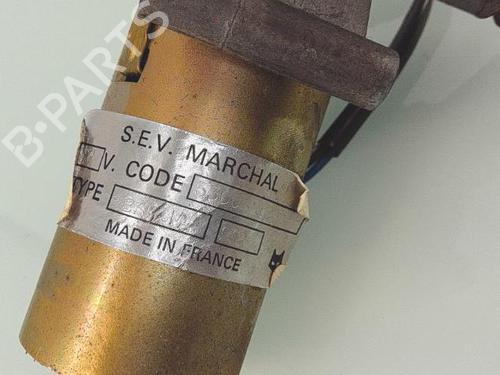 B-PARTS
S.E.V. MARCHAL
V. CODE
TYPE
MADE IN FRANCE